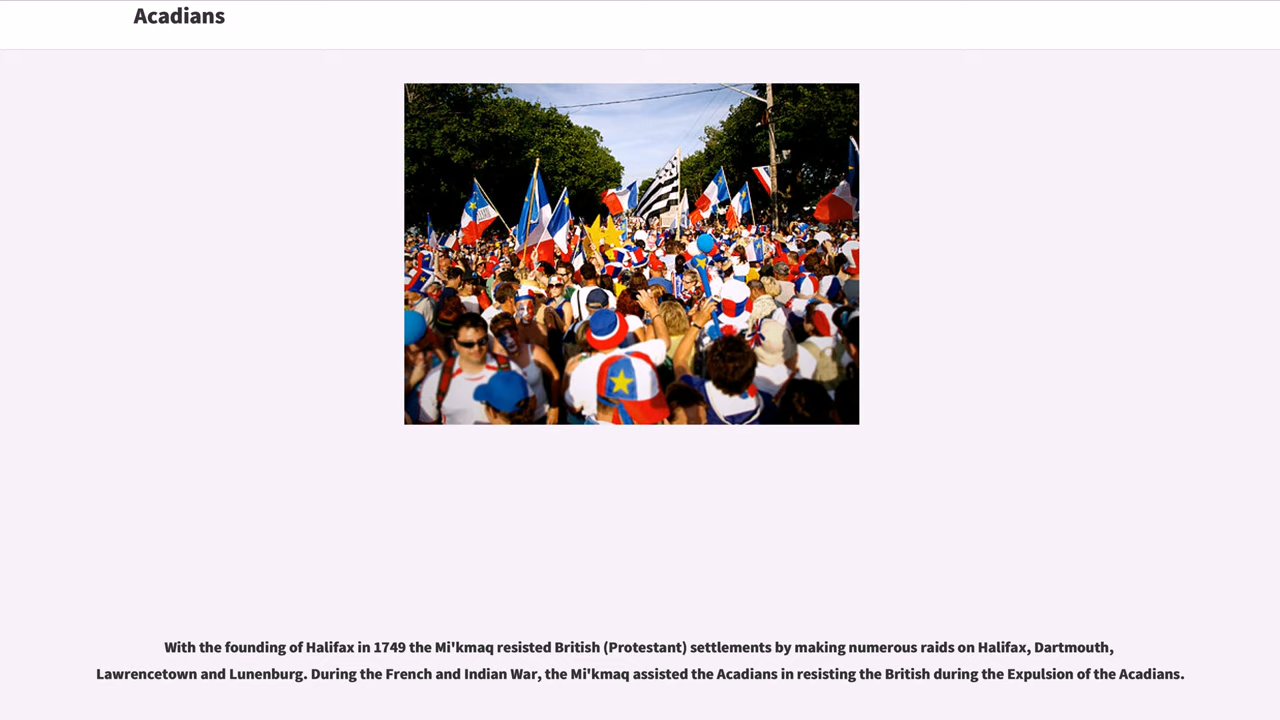 Acadians
With the founding of Halifax in 1749 the Mi'kmaq resisted British (Protestant) settlements by making numerous raids on Halifax, Dartmouth,
Lawrencetown and Lunenburg. During the French and Indian War, the Mi'kmaq assisted the Acadians in resisting the British during the Expulsion of the Acadians.